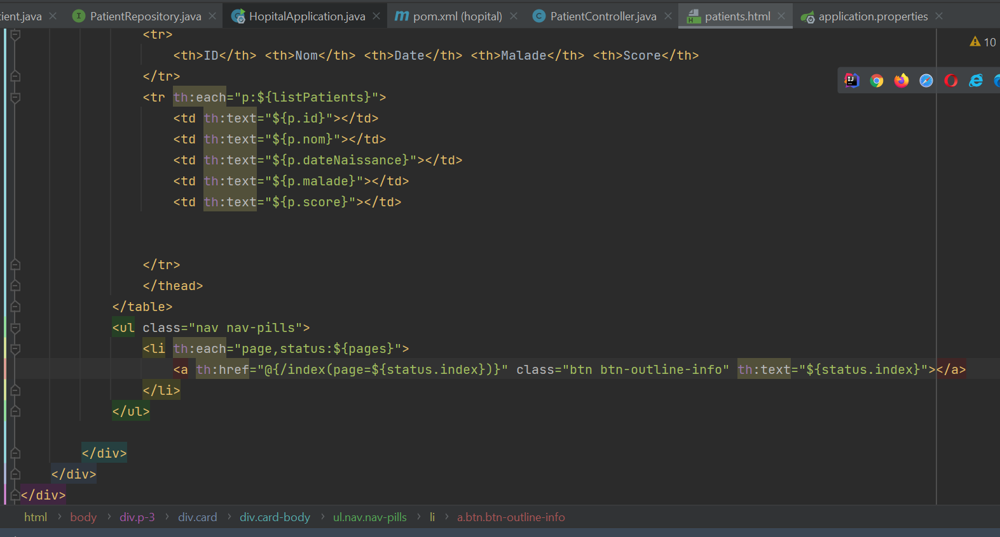 ient.java PatientRepository.java HopitalApplication.java pom.xml (hopital) PatientController.java patients.html application.properties
<tr>
10
<th>ID</th> <th>Nom</th> <th>Date</th> <th>Malade</th> <th>Score</th>
</tr>
<tr th:each="p:${listPatients}">
<td th:text="${p.id}"></td>
<td th:text="${p.nom}"></td>
<td th:text="${p.dateNaissance}"></td>
<td th:text="${p.malade}"></td>
<td th:text="${p.score}"></td>
</tr>
</thead>
</table>
<ul class="nav nav-pills">
<li th:each="page,status:${pages}">
<a th:href="@{/index(page=${status.index})}" class="btn btn-outline-info" th:text="${status.index}"></a>
</li>
</ul>
</div>
</div>
</div>
html › body › div.p-3 › div.card › div.card-body › ul.nav.nav-pills › li › a.btn.btn-outline-info